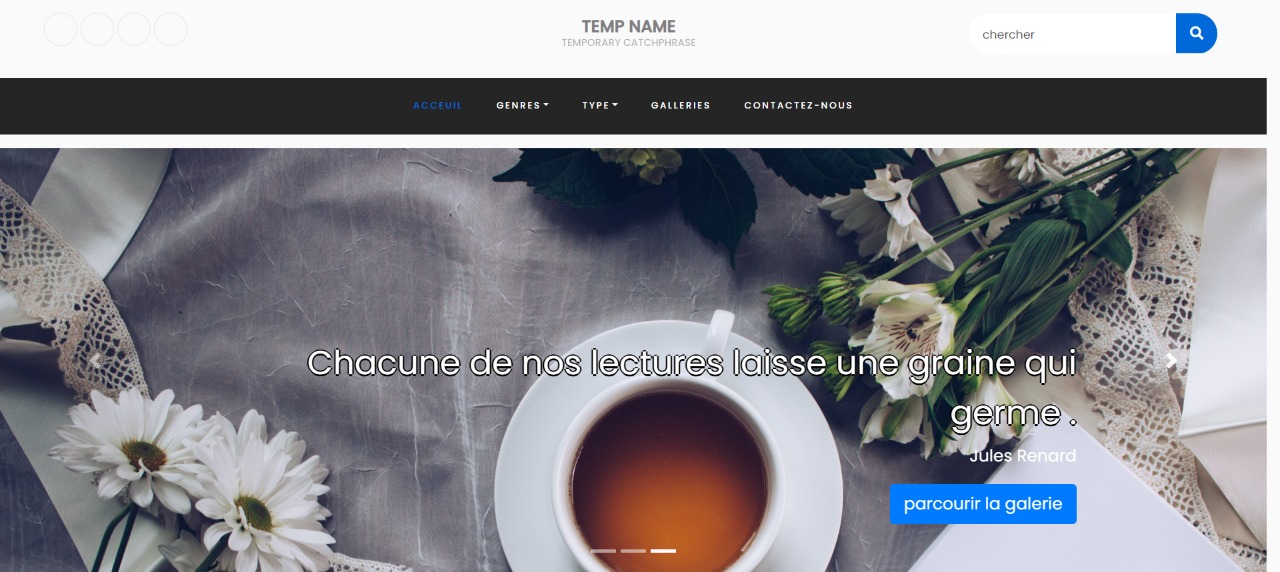 TEMP NAME
TEMPORARY CATCHPHRASE
chercher
ACCEUIL GENRES TYPE GALLERIES CONTACTEZ-NOUS
Chacune de nos lectures laisse une graine qui
germe .
Jules Renard
parcourir la galerie